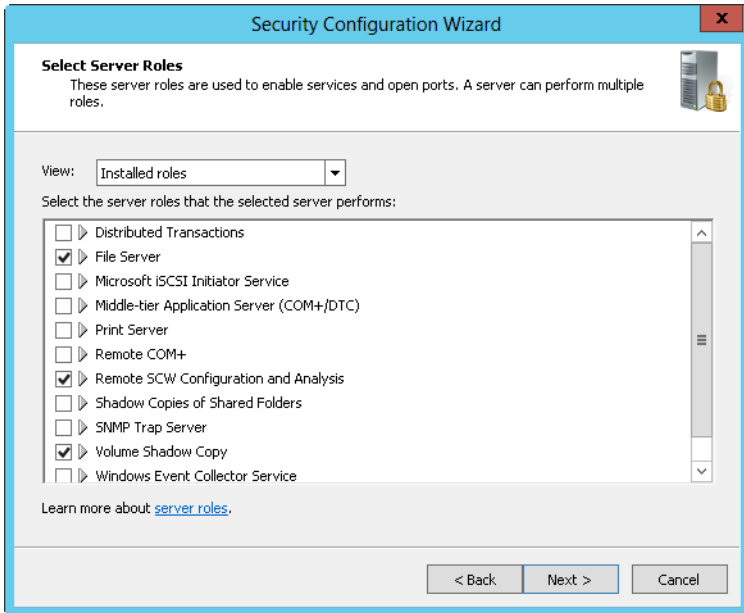 Security Configuration Wizard
x
Select Server Roles
These server roles are used to enable services and open ports. A server can perform multiple
roles.
View:
Installed roles
Select the server roles that the selected server performs:
Distributed Transactions
File Server
Microsoft iSCSI Initiator Service
Middle-tier Application Server (COM+/DTC)
Print Server
Remote COM+
Remote SCW Configuration and Analysis
Shadow Copies of Shared Folders
SNMP Trap Server
Volume Shadow Copy
Windows Event Collector Service
Learn more about server roles.
< Back
Next >
Cancel